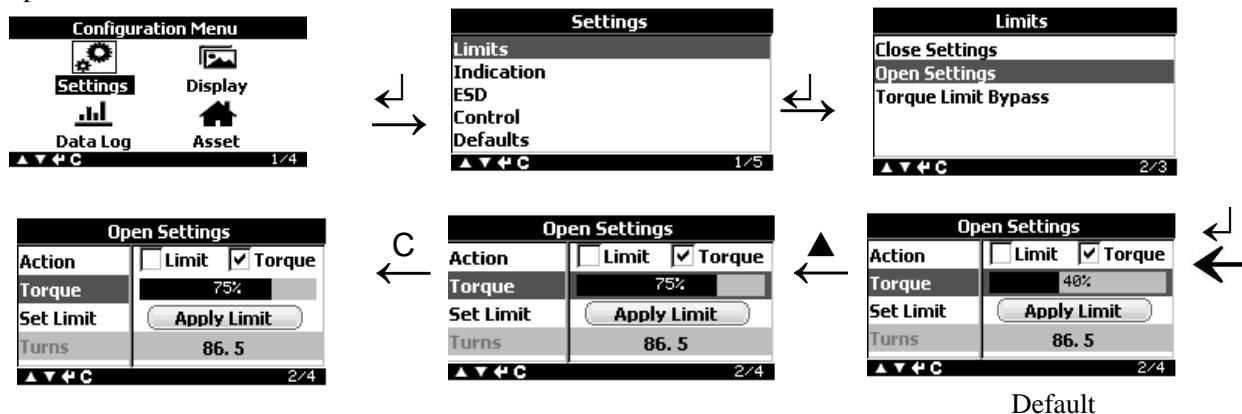 Configuration Menu
Settings Display
Data Log Asset
▲ ▼ ↵ C 1/4
Settings
Limits
Indication
ESD
Control
Defaults
▲ ▼ ↵ C 1/5
Limits
Close Settings
Open Settings
Torque Limit Bypass
▲ ▼ ↵ C 2/3
Open Settings
Action Limit Torque
Torque 75%
Set Limit Apply Limit
Turns 86.5
▲ ▼ ↵ C 2/4
C
Open Settings
Action Limit Torque
Torque 75%
Set Limit Apply Limit
Turns 86.5
▲ ▼ ↵ C 2/4
▲
Open Settings
Action Limit Torque
Torque 40%
Set Limit Apply Limit
Turns 86.5
▲ ▼ ↵ C 2/4
Default